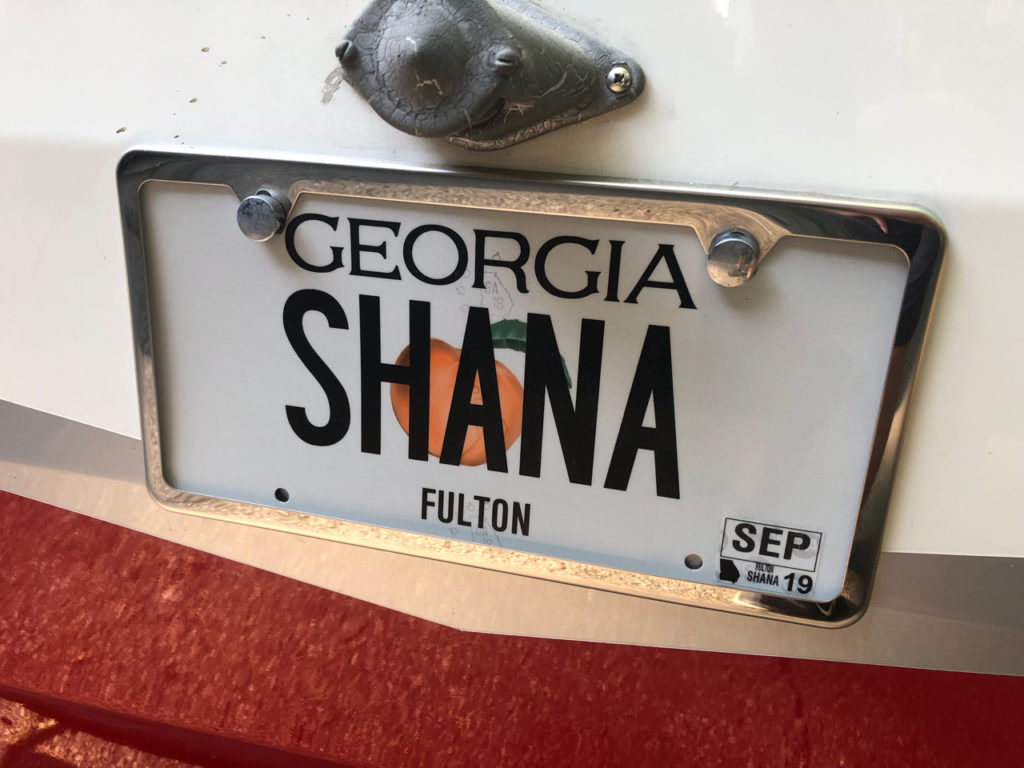 GEORGIA
SHANA
FULTON
SEP
FULTON
SHANA 19